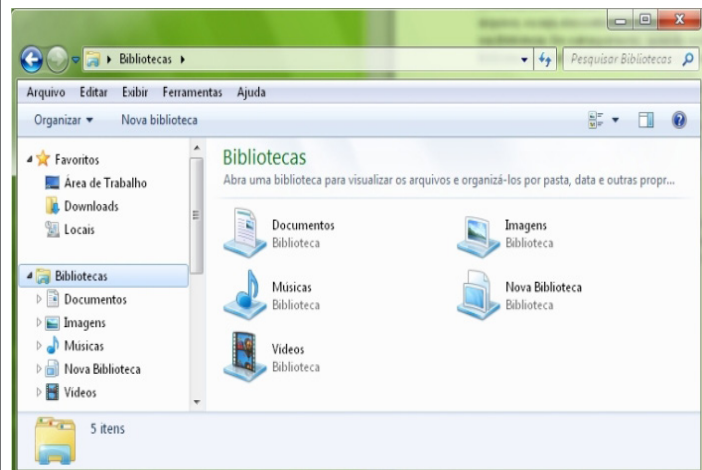 Bibliotecas
Pesquisar Bibliotecas
Arquivo Editar Exibir Ferramentas Ajuda
Organizar Nova biblioteca
Favoritos
Área de Trabalho
Downloads
Locais
Bibliotecas
Documentos
Imagens
Músicas
Nova Biblioteca
Videos
Bibliotecas
Abra uma biblioteca para visualizar os arquivos e organizá-los por pasta, data e outras propr...
Documentos
Biblioteca
Imagens
Biblioteca
Músicas
Biblioteca
Nova Biblioteca
Biblioteca
Videos
Biblioteca
5 itens